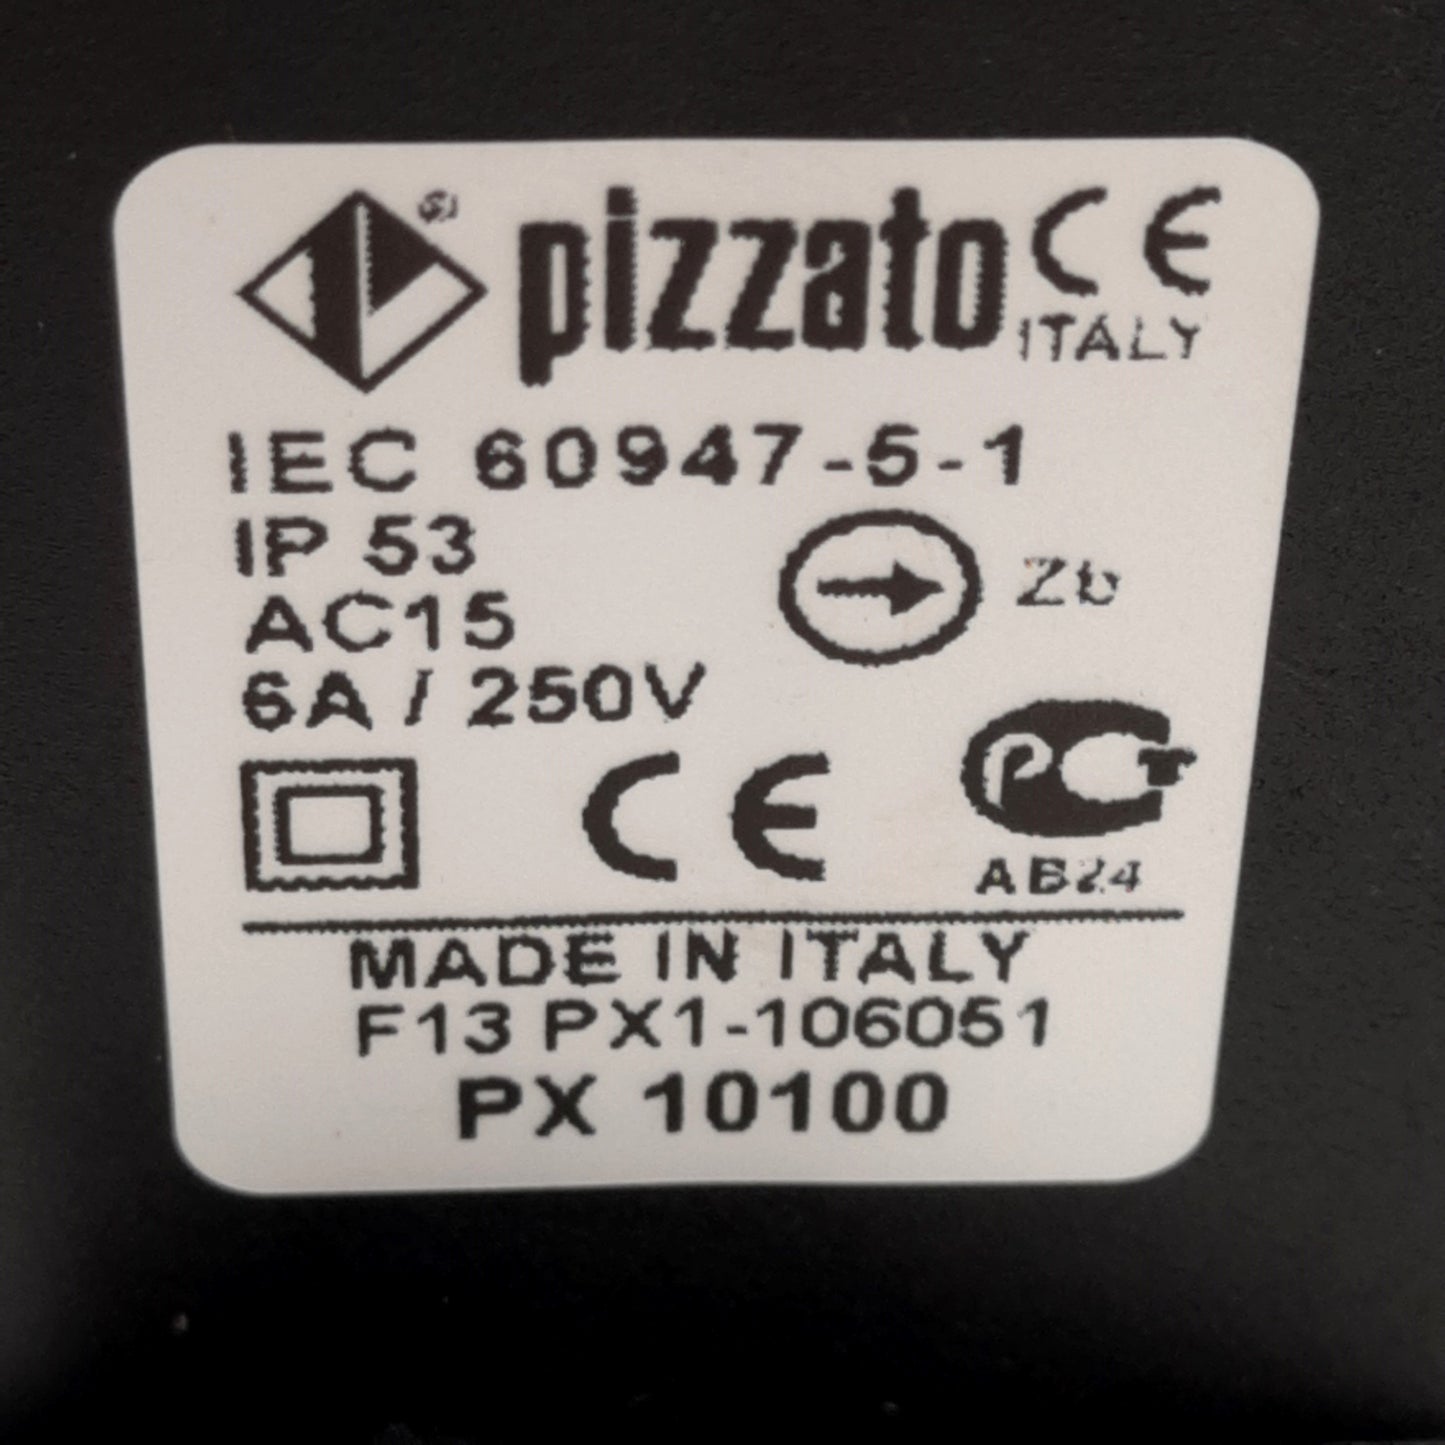 pizzato CE
ITALY
IEC 60947-5-1
IP 53
Zb
AC15
6A / 250V
CE
PCT
AB24
MADE IN ITALY
F13 PX1-106051
PX 10100